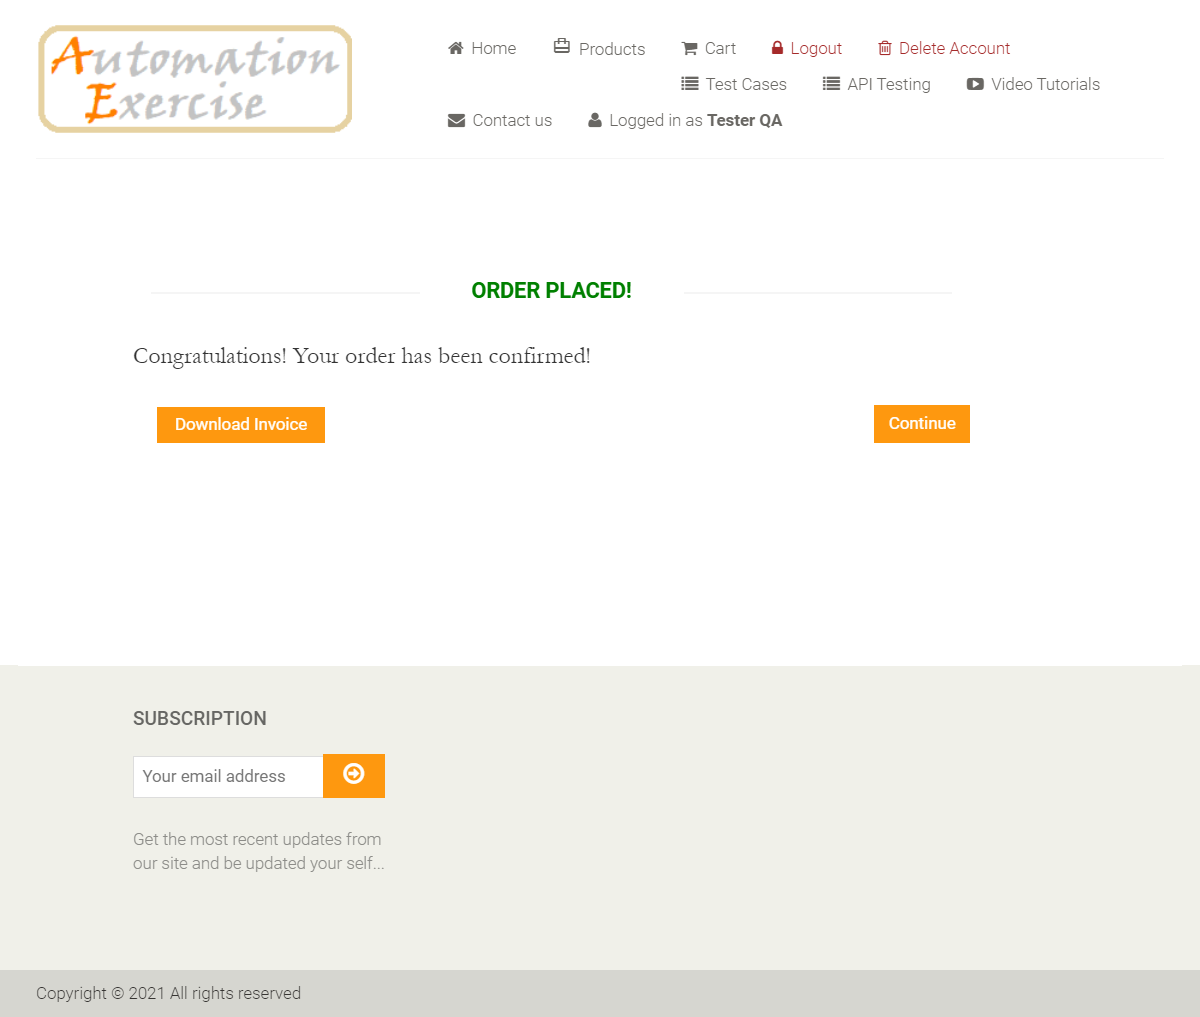 Automation
Exercise
Home Products Cart Logout Delete Account
Test Cases API Testing Video Tutorials
Contact us Logged in as Tester QA
ORDER PLACED!
Congratulations! Your order has been confirmed!
Download Invoice Continue
SUBSCRIPTION
Your email address
Get the most recent updates from
our site and be updated your self...
Copyright © 2021 All rights reserved